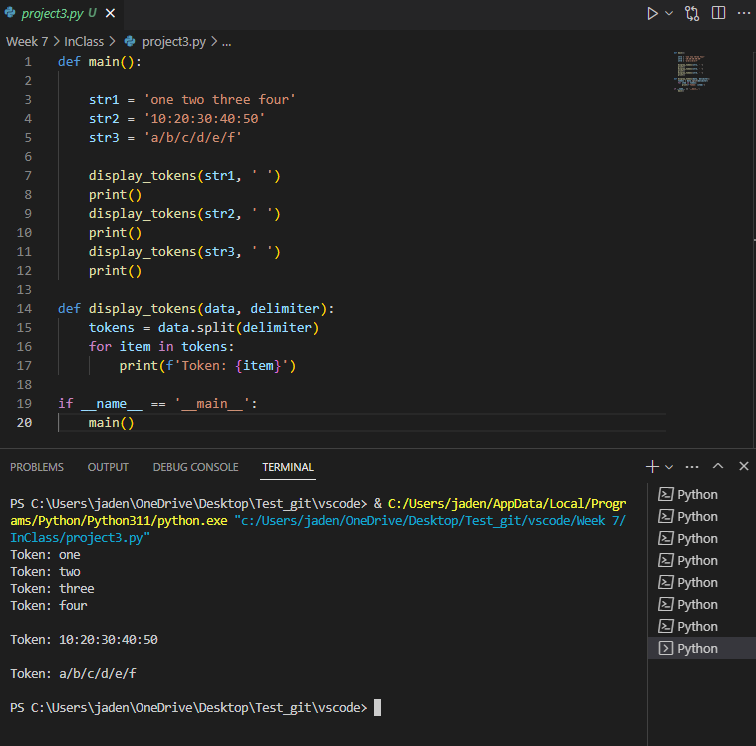 project3.py U
Week 7 > InClass > project3.py > ...
1 def main():
2
3     str1 = 'one two three four'
4     str2 = '10:20:30:40:50'
5     str3 = 'a/b/c/d/e/f'
6
7     display_tokens(str1, ' ')
8     print()
9     display_tokens(str2, ' ')
10     print()
11     display_tokens(str3, ' ')
12     print()
13
14 def display_tokens(data, delimiter):
15     tokens = data.split(delimiter)
16     for item in tokens:
17         print(f'Token: {item}')
18
19 if __name__ == '__main__':
20     main()
PROBLEMS OUTPUT DEBUG CONSOLE TERMINAL
PS C:\Users\jaden\OneDrive\Desktop\Test_git\vscode> & C:/Users/jaden/AppData/Local/Progr
ams/Python/Python311/python.exe "c:/Users/jaden/OneDrive/Desktop/Test_git/vscode/Week 7/
InClass/project3.py"
Token: one
Token: two
Token: three
Token: four

Token: 10:20:30:40:50

Token: a/b/c/d/e/f

PS C:\Users\jaden\OneDrive\Desktop\Test_git\vscode>
Python
Python
Python
Python
Python
Python
Python
Python